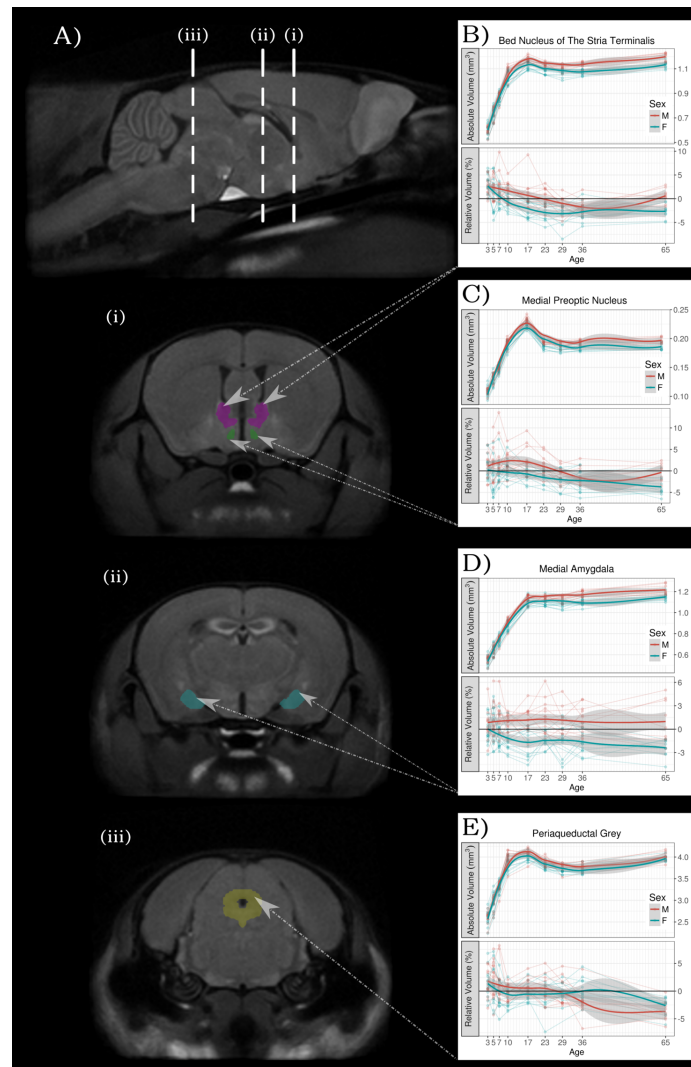 A)
(iii)
(ii)
(i)
B)
Bed Nucleus of The Stria Terminalis
Absolute Volume (mm³)
1.1
0.9
0.7
0.5
Sex
M
F
Relative Volume (%)
10
5
0
-5
3 5 7 10 17 23 29 36 65
Age
(i)
C)
Medial Preoptic Nucleus
Absolute Volume (mm³)
0.25
0.20
0.15
0.10
Sex
M
F
Relative Volume (%)
10
5
0
-5
3 5 7 10 17 23 29 36 65
Age
(ii)
D)
Medial Amygdala
Absolute Volume (mm³)
1.2
1.0
0.8
0.6
Sex
M
F
Relative Volume (%)
6
3
0
-3
3 5 7 10 17 23 29 36 65
Age
(iii)
E)
Periaqueductal Grey
Absolute Volume (mm³)
4.0
3.5
3.0
2.5
Sex
M
F
Relative Volume (%)
5
0
-5
3 5 7 10 17 23 29 36 65
Age